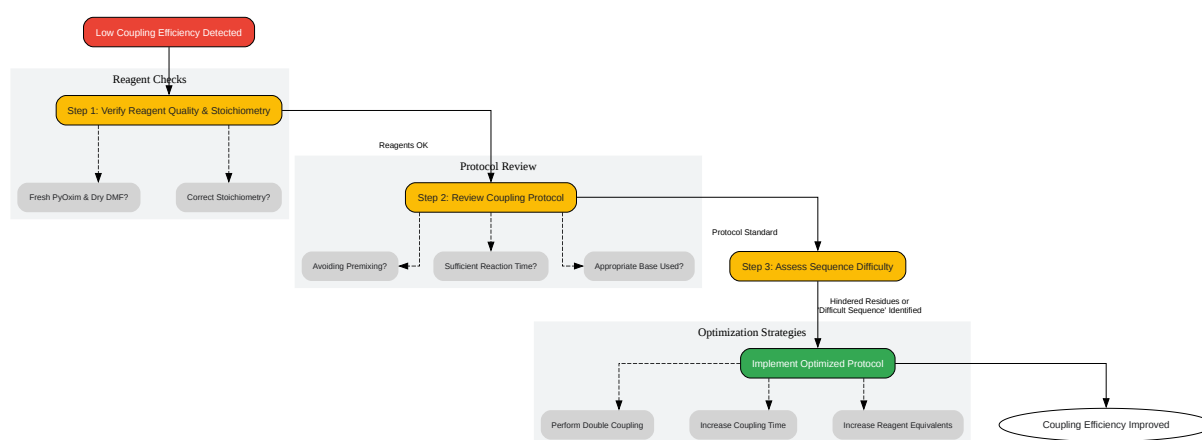 Low Coupling Efficiency Detected
Reagent Checks
Step 1: Verify Reagent Quality & Stoichiometry
Reagents OK
Fresh PyOxim & Dry DMF?
Correct Stoichiometry?
Protocol Review
Step 2: Review Coupling Protocol
Protocol Standard
Avoiding Premixing?
Sufficient Reaction Time?
Appropriate Base Used?
Step 3: Assess Sequence Difficulty
Hindered Residues or
'Difficult Sequence' Identified
Optimization Strategies
Implement Optimized Protocol
Perform Double Coupling
Increase Coupling Time
Increase Reagent Equivalents
Coupling Efficiency Improved